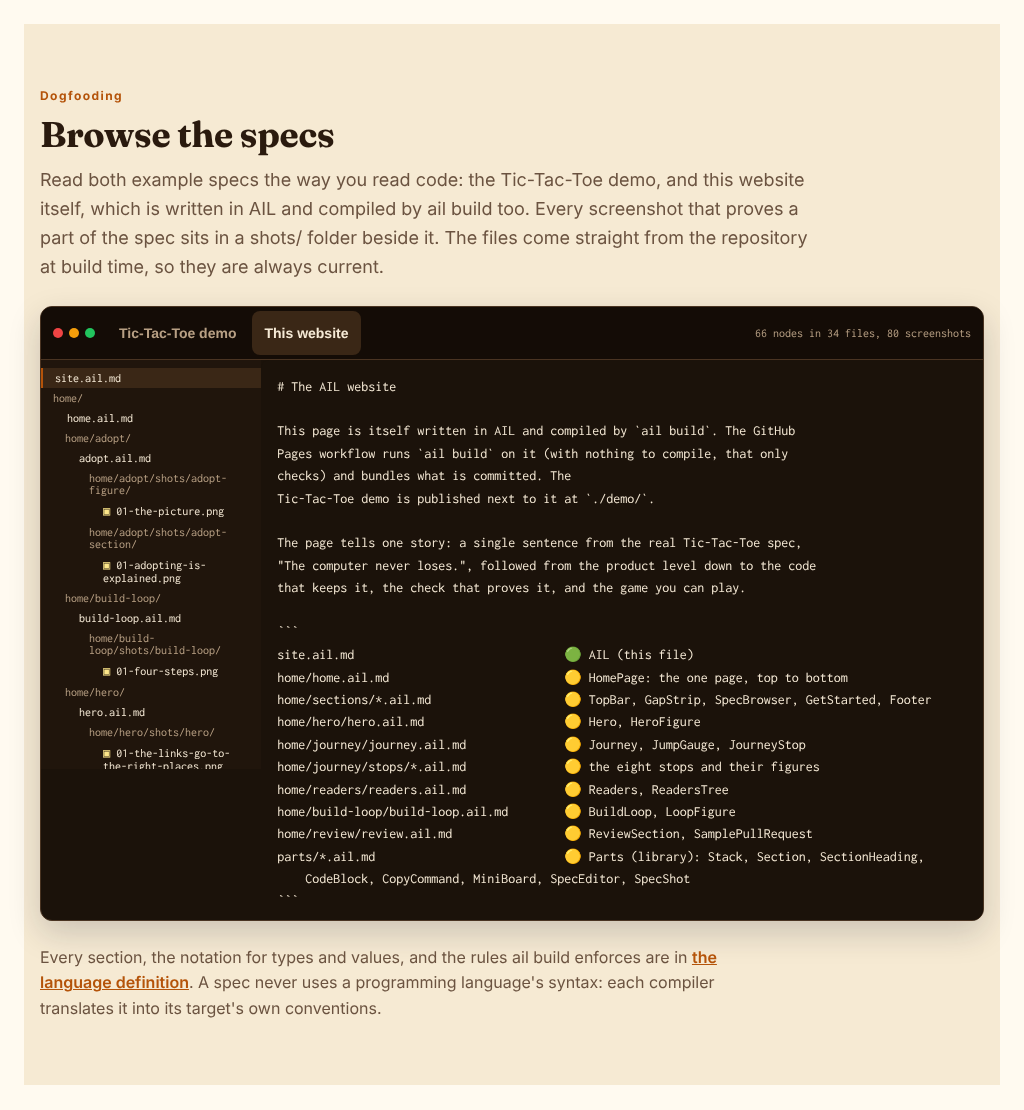 Dogfooding
Browse the specs
Read both example specs the way you read code: the Tic-Tac-Toe demo, and this website
itself, which is written in AIL and compiled by ail build too. Every screenshot that proves a
part of the spec sits in a shots/ folder beside it. The files come straight from the repository
at build time, so they are always current.
Tic-Tac-Toe demo
This website
66 nodes in 34 files, 80 screenshots
site.ail.md
home/
home.ail.md
home/adopt/
adopt.ail.md
home/adopt/shots/adopt-
figure/
01-the-picture.png
home/adopt/shots/adopt-
section/
01-adopting-is-
explained.png
home/build-loop/
build-loop.ail.md
home/build-
loop/shots/build-loop/
01-four-steps.png
home/hero/
hero.ail.md
home/hero/shots/hero/
01-the-links-go-to-
the-right-places.png
# The AIL website
This page is itself written in AIL and compiled by `ail build`. The GitHub
Pages workflow runs `ail build` on it (with nothing to compile, that only
checks) and bundles what is committed. The
Tic-Tac-Toe demo is published next to it at `./demo/`.
The page tells one story: a single sentence from the real Tic-Tac-Toe spec,
"The computer never loses.", followed from the product level down to the code
that keeps it, the check that proves it, and the game you can play.
```
site.ail.md 🟢 AIL (this file)
home/home.ail.md 🟡 HomePage: the one page, top to bottom
home/sections/*.ail.md 🟡 TopBar, GapStrip, SpecBrowser, GetStarted, Footer
home/hero/hero.ail.md 🟡 Hero, HeroFigure
home/journey/journey.ail.md 🟡 Journey, JumpGauge, JourneyStop
home/journey/stops/*.ail.md 🟡 the eight stops and their figures
home/readers/readers.ail.md 🟡 Readers, ReadersTree
home/build-loop/build-loop.ail.md 🟡 BuildLoop, LoopFigure
home/review/review.ail.md 🟡 ReviewSection, SamplePullRequest
parts/*.ail.md 🟡 Parts (library): Stack, Section, SectionHeading,
CodeBlock, CopyCommand, MiniBoard, SpecEditor, SpecShot
```
Every section, the notation for types and values, and the rules ail build enforces are in the
language definition. A spec never uses a programming language's syntax: each compiler
translates it into its target's own conventions.